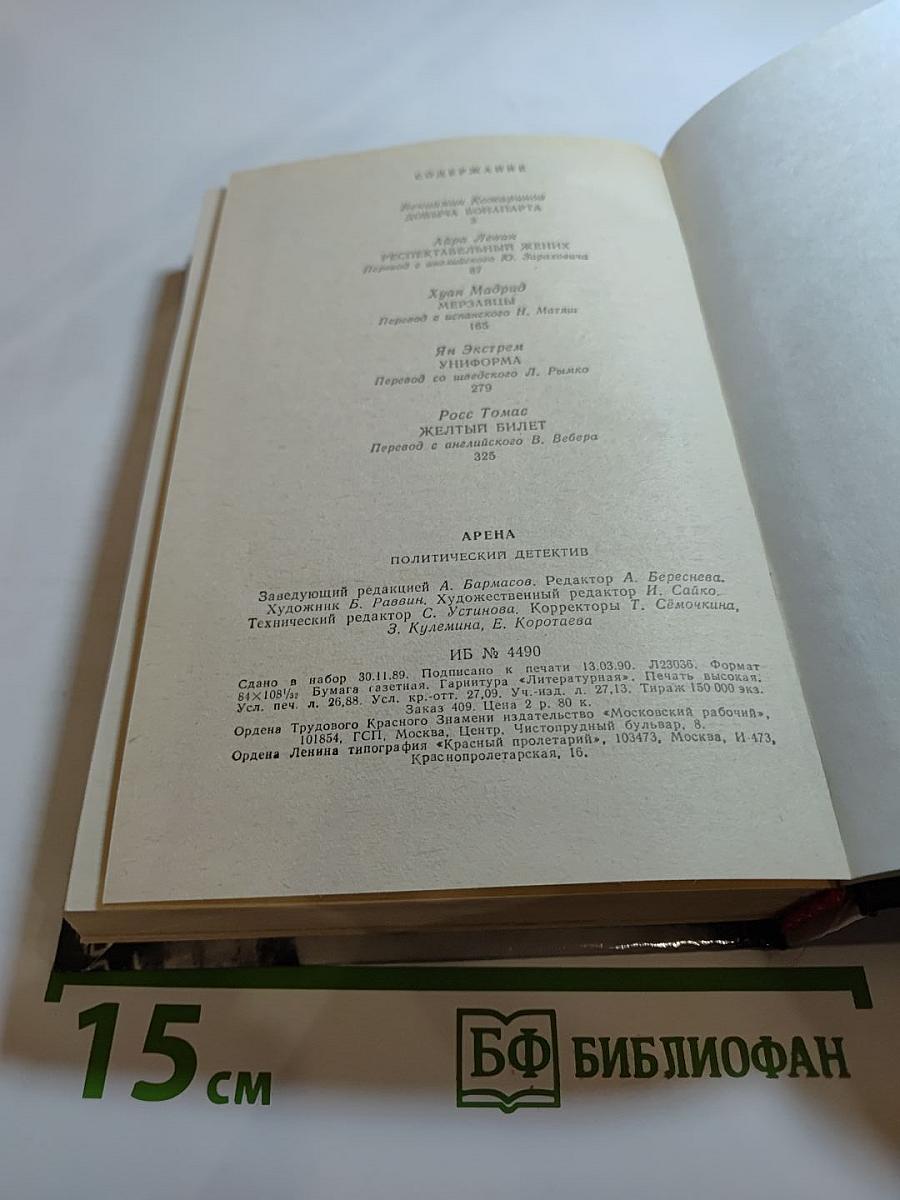 СОДЕРЖАНИЕ
Вениамин Кожаринов
ДОБЫЧА БОНАПАРТА
5
Айра Левин
РЕСПЕКТАБЕЛЬНЫЙ ЖЕНИХ
Перевод с английского Ю. Зараховича
87
Хуан Мадрид
МЕРЗАВЦЫ
Перевод с испанского Н. Матяш
165
Ян Экстрем
УНИФОРМА
Перевод со шведского Л. Рымко
279
Росс Томас
ЖЕЛТЫЙ БИЛЕТ
Перевод с английского В. Вебера
325
АРЕНА
ПОЛИТИЧЕСКИЙ ДЕТЕКТИВ
Заведующий редакцией А. Бармасов. Редактор А. Береснева.
Художник Б. Раввин. Художественный редактор И. Сайко.
Технический редактор С. Устинова. Корректоры Т. Сёмочкина,
З. Кулемина, Е. Коротаева
ИБ № 4490
Сдано в набор 30.11.89. Подписано к печати 13.03.90. Л23036. Формат
84×108¹/₃₂ Бумага газетная. Гарнитура «Литературная». Печать высокая.
Усл. печ. л. 26,88. Усл. кр.-отт. 27,09. Уч.-изд. л. 27,13. Тираж 150 000 экз.
Заказ 409. Цена 2 р. 80 к.
Ордена Трудового Красного Знамени издательство «Московский рабочий»,
101854, ГСП, Москва, Центр, Чистопрудный бульвар, 8.
Ордена Ленина типография «Красный пролетарий», 103473, Москва, И-473,
Краснопролетарская, 16.
15 см
БФ БИБЛИОФАН